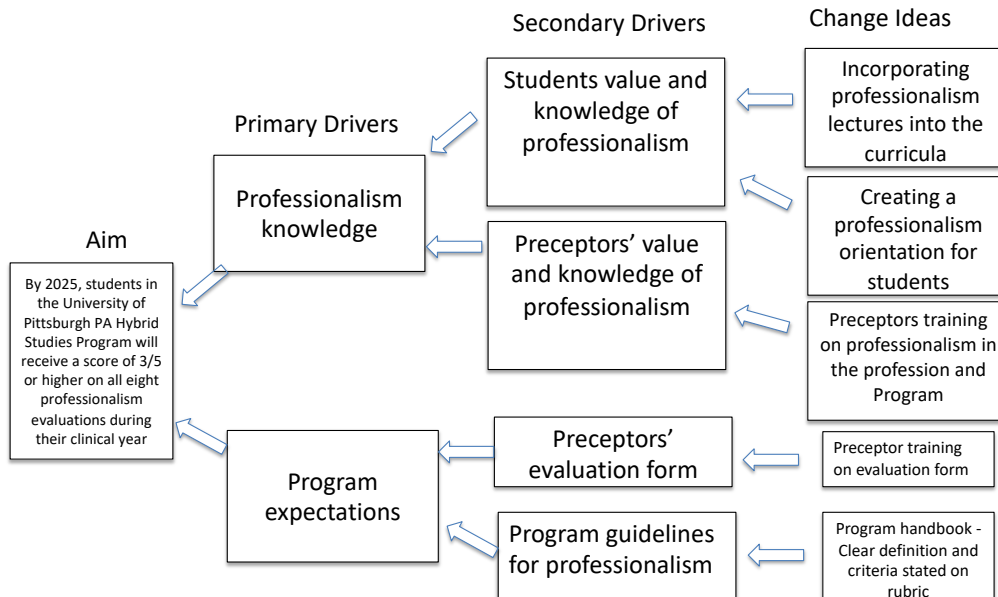 Secondary Drivers
Change Ideas
Students value and
knowledge of
professionalism
Incorporating
professionalism
lectures into the
curricula
Primary Drivers
Professionalism
knowledge
Creating a
professionalism
orientation for
students
Aim
Preceptors’ value
and knowledge of
professionalism
By 2025, students in
the University of
Pittsburgh PA Hybrid
Studies Program will
receive a score of 3/5
or higher on all eight
professionalism
evaluations during
their clinical year
Preceptors training
on professionalism in
the profession and
Program
Preceptors’
evaluation form
Preceptor training
on evaluation form
Program
expectations
Program guidelines
for professionalism
Program handbook -
Clear definition and
criteria stated on
rubric